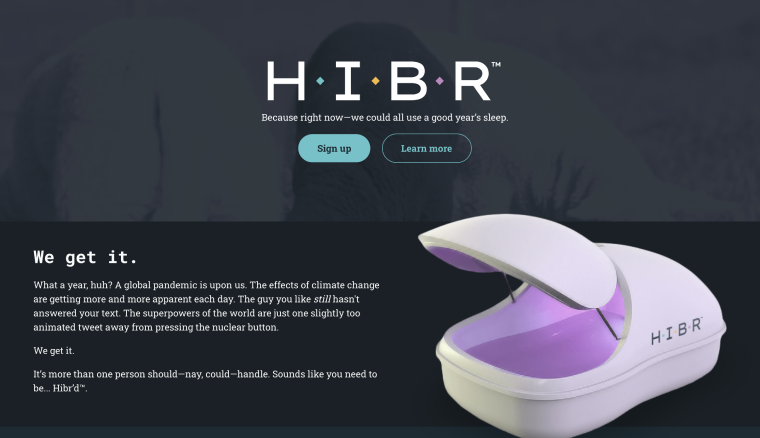 H·I·B·R™
Because right now—we could all use a good year's sleep.
Sign up
Learn more
We get it.
What a year, huh? A global pandemic is upon us. The effects of climate change
are getting more and more apparent each day. The guy you like still hasn't
answered your text. The superpowers of the world are just one slightly too
animated tweet away from pressing the nuclear button.
We get it.
It's more than one person should—nay, could—handle. Sounds like you need to
be... Hibr'd™.
H·I·B·R™